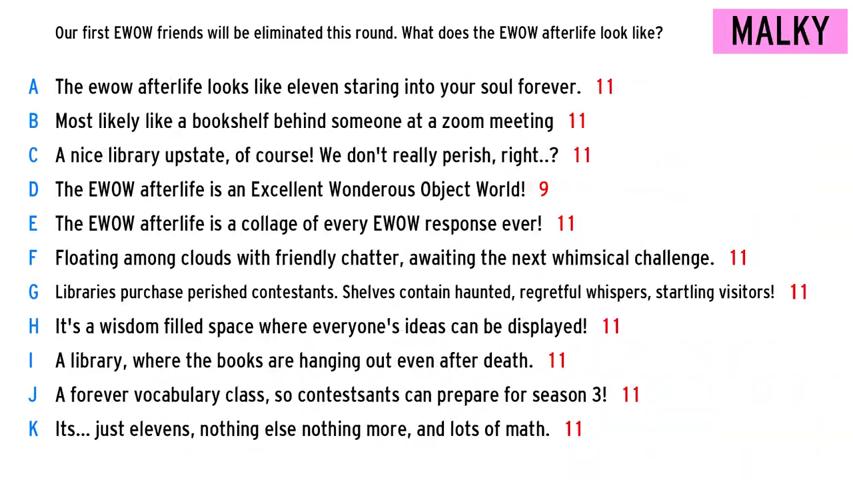 Our first EWOW friends will be eliminated this round. What does the EWOW afterlife look like?
MALKY
A The ewow afterlife looks like eleven staring into your soul forever. 11
B Most likely like a bookshelf behind someone at a zoom meeting 11
C A nice library upstate, of course! We don't really perish, right..? 11
D The EWOW afterlife is an Excellent Wonderous Object World! 9
E The EWOW afterlife is a collage of every EWOW response ever! 11
F Floating among clouds with friendly chatter, awaiting the next whimsical challenge. 11
G Libraries purchase perished contestants. Shelves contain haunted, regretful whispers, startling visitors! 11
H It's a wisdom filled space where everyone's ideas can be displayed! 11
I A library, where the books are hanging out even after death. 11
J A forever vocabulary class, so contestsants can prepare for season 3! 11
K Its... just elevens, nothing else nothing more, and lots of math. 11